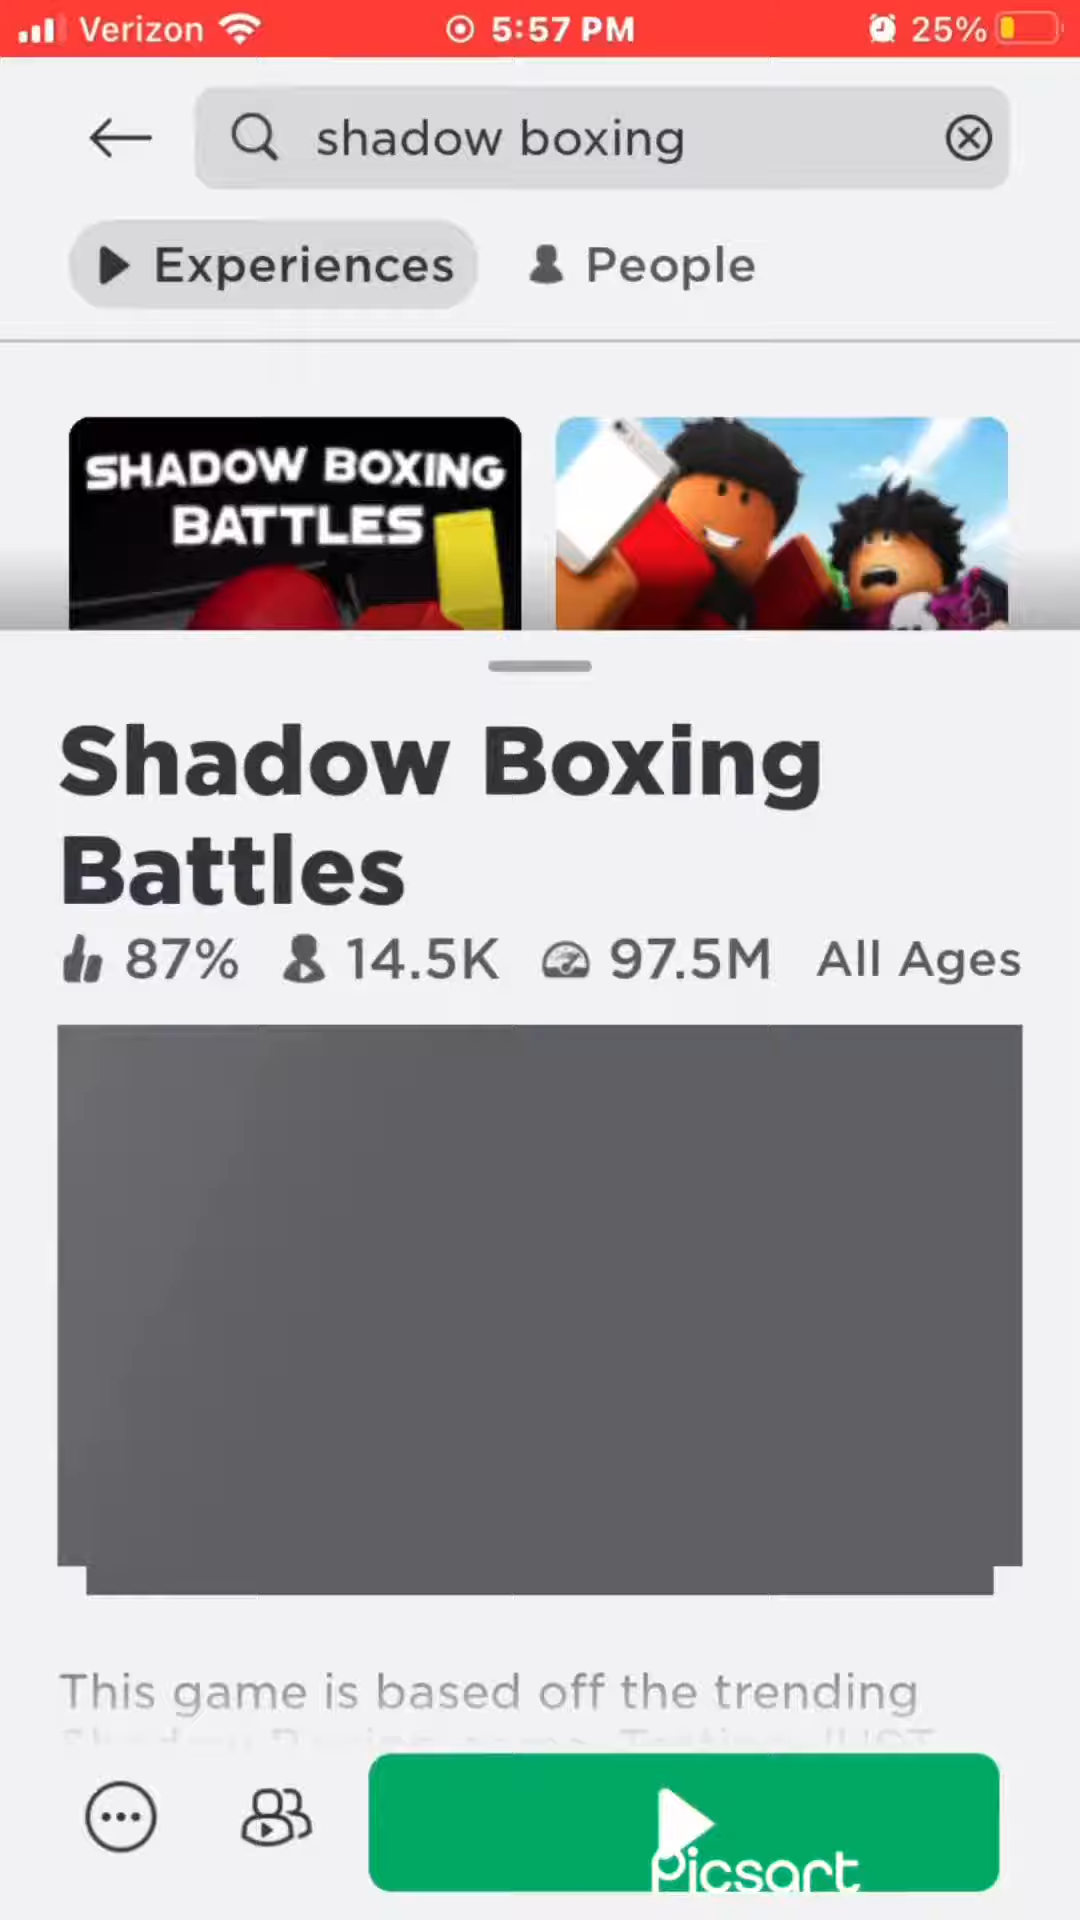 Verizon 5:57 PM 25%
shadow boxing
Experiences People
SHADOW BOXING
BATTLES
Shadow Boxing
Battles
87% 14.5K 97.5M All Ages
This game is based off the trending
Picsart